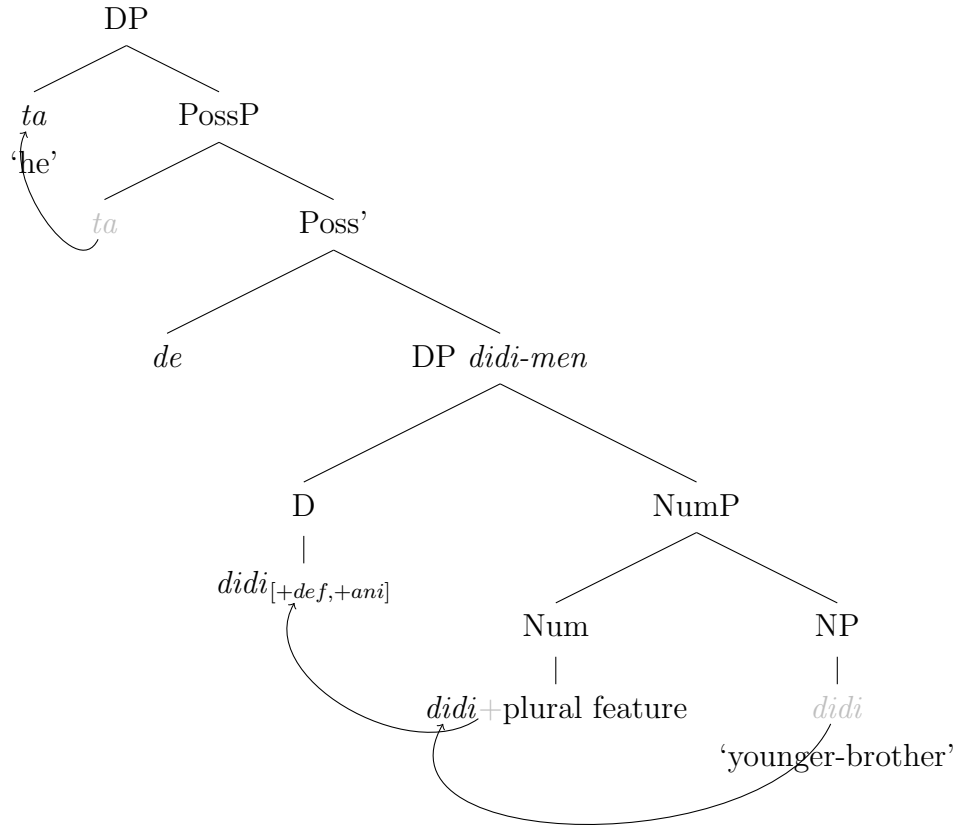 DP
ta PossP
‘he’
ta Poss’
de DP didi-men
D NumP
didi[+def,+ani]
Num NP
didi+plural feature didi
‘younger-brother’